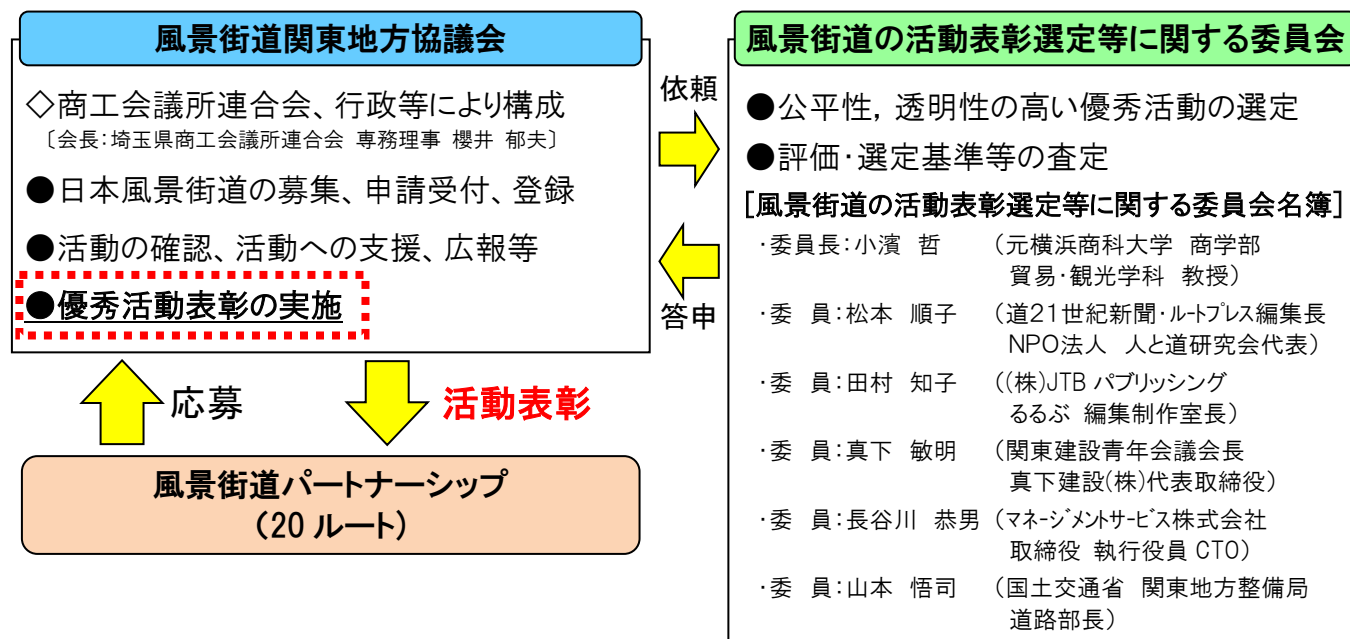 風景街道関東地方協議会
◇商工会議所連合会、行政等により構成
〔会長:埼玉県商工会議所連合会 専務理事 櫻井 郁夫〕
●日本風景街道の募集、申請受付、登録
●活動の確認、活動への支援、広報等
●優秀活動表彰の実施
依頼
答申
風景街道の活動表彰選定等に関する委員会
●公平性, 透明性の高い優秀活動の選定
●評価・選定基準等の査定
[風景街道の活動表彰選定等に関する委員会名簿]
・委員長:小濱 哲 (元横浜商科大学 商学部
貿易・観光学科 教授)
・委 員:松本 順子 (道21世紀新聞・ルートプレス編集長
NPO法人 人と道研究会代表)
・委 員:田村 知子 ((株)JTB パブリッシング
るるぶ 編集制作室長)
・委 員:真下 敏明 (関東建設青年会議会長
真下建設(株)代表取締役)
・委 員:長谷川 恭男 (マネージメントサービス株式会社
取締役 執行役員 CTO)
・委 員:山本 悟司 (国土交通省 関東地方整備局
道路部長)
応募
活動表彰
風景街道パートナーシップ
(20 ルート)